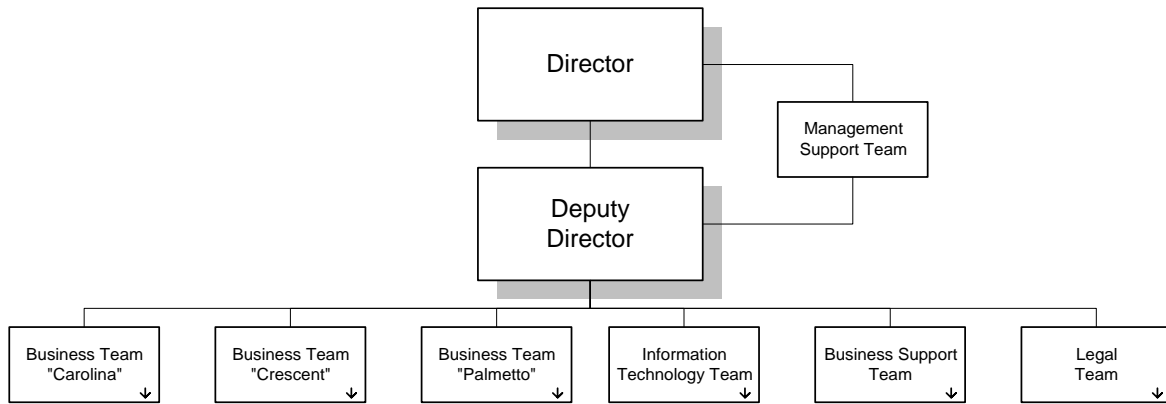 Director
Management
Support Team
Deputy
Director
Business Team
"Carolina"
Business Team
"Crescent"
Business Team
"Palmetto"
Information
Technology Team
Business Support
Team
Legal
Team